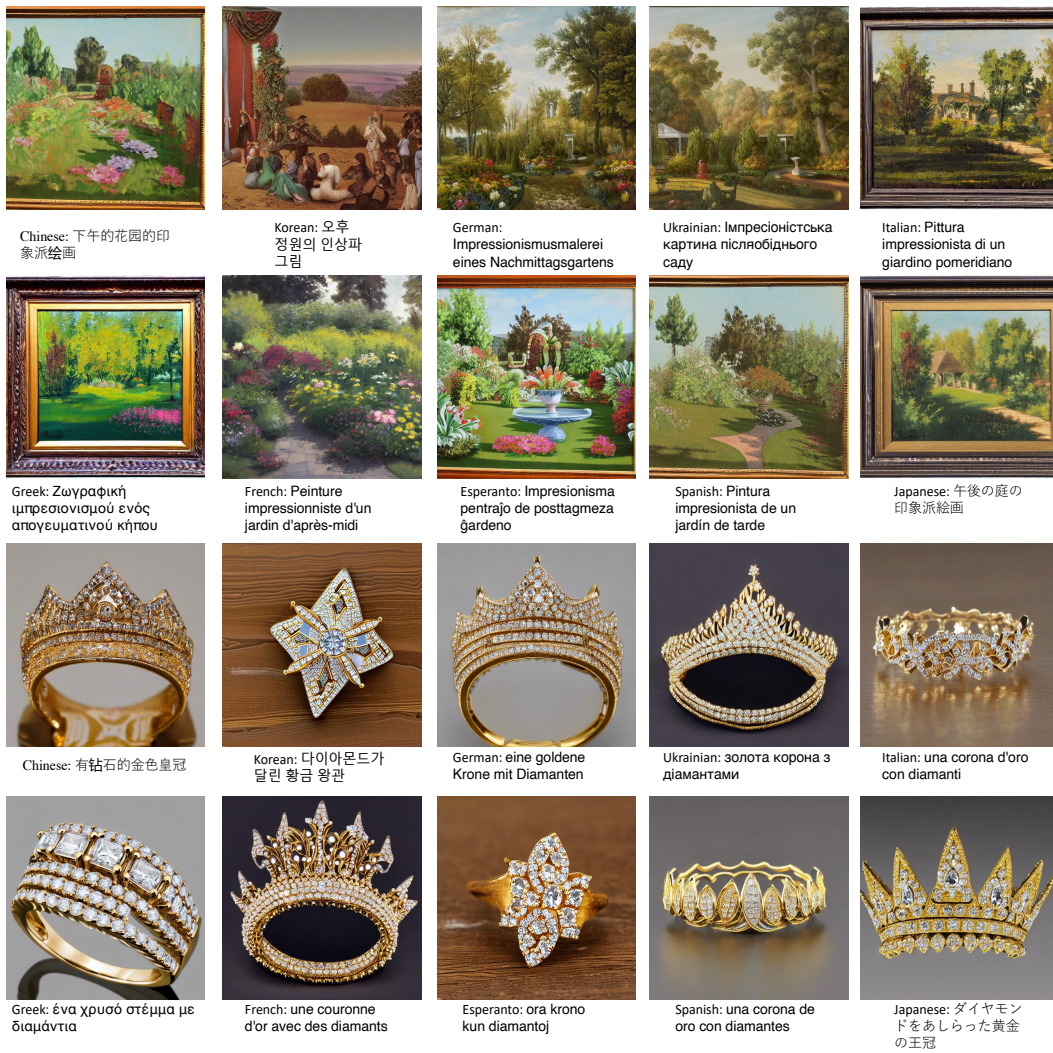 Chinese: 下午的花园的印
象派绘画
Korean: 오후
정원의 인상파
그림
German:
Impressionismusmalerei
eines Nachmittagsgartens
Ukrainian: Імпресіоністська
картина післяобіднього
саду
Italian: Pittura
impressionista di un
giardino pomeridiano
Greek: Ζωγραφική
ιμπρεσιονισμού ενός
απογευματινού κήπου
French: Peinture
impressionniste d'un
jardin d'après-midi
Esperanto: Impresionisma
pentraĵo de posttagmeza
ĝardeno
Spanish: Pintura
impresionista de un
jardín de tarde
Japanese: 午後の庭の
印象派絵画
Chinese: 有钻石的金色皇冠
Korean: 다이아몬드가
달린 황금 왕관
German: eine goldene
Krone mit Diamanten
Ukrainian: золота корона з
діамантами
Italian: una corona d'oro
con diamanti
Greek: ένα χρυσό στέμμα με
διαμάντια
French: une couronne
d'or avec des diamants
Esperanto: ora krono
kun diamantoj
Spanish: una corona de
oro con diamantes
Japanese: ダイヤモン
ドをあしらった黄金
の王冠